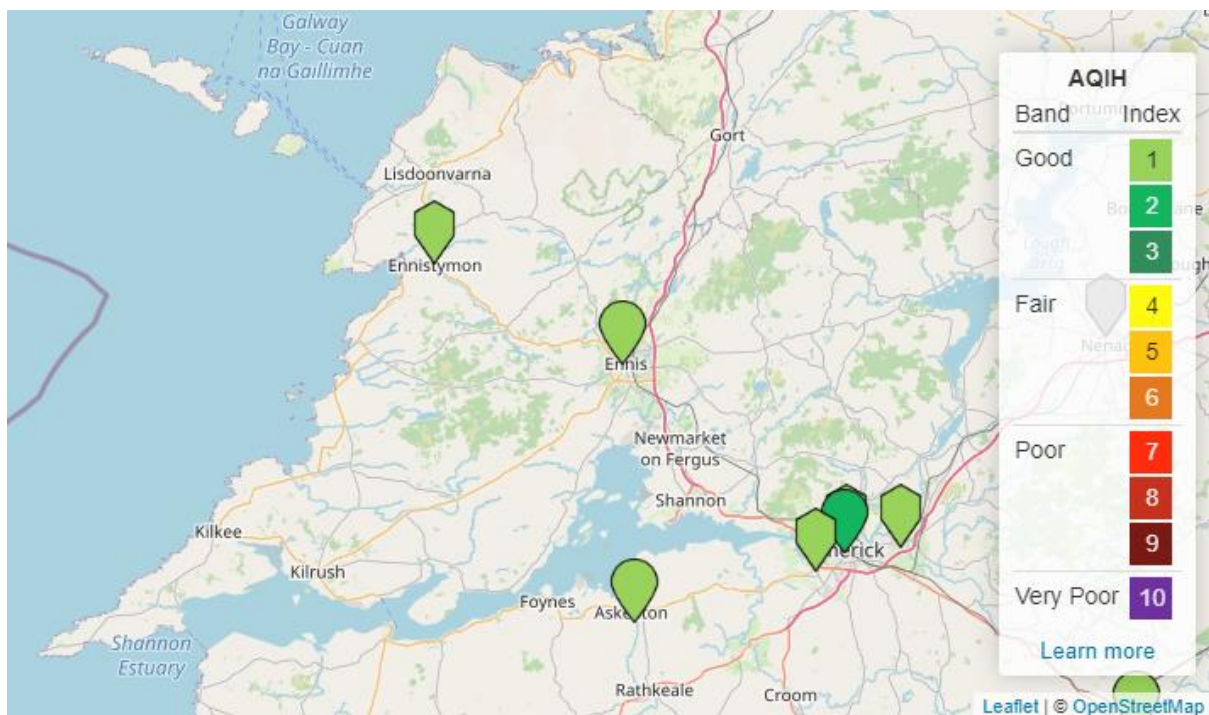 Galway
Bay - Cuan
na Gaillimhe
Gort
Lisdoonvarna
Ennistymon
Ennis
Newmarket
on Fergus
Shannon
Kilkee
Kilrush
Foynes
Shannon
Estuary
Rathkeale
Croom
AQIH
Band Index
Good 1
2
3
Fair 4
5
6
Poor 7
8
9
Very Poor 10
Learn more
Leaflet | © OpenStreetMap